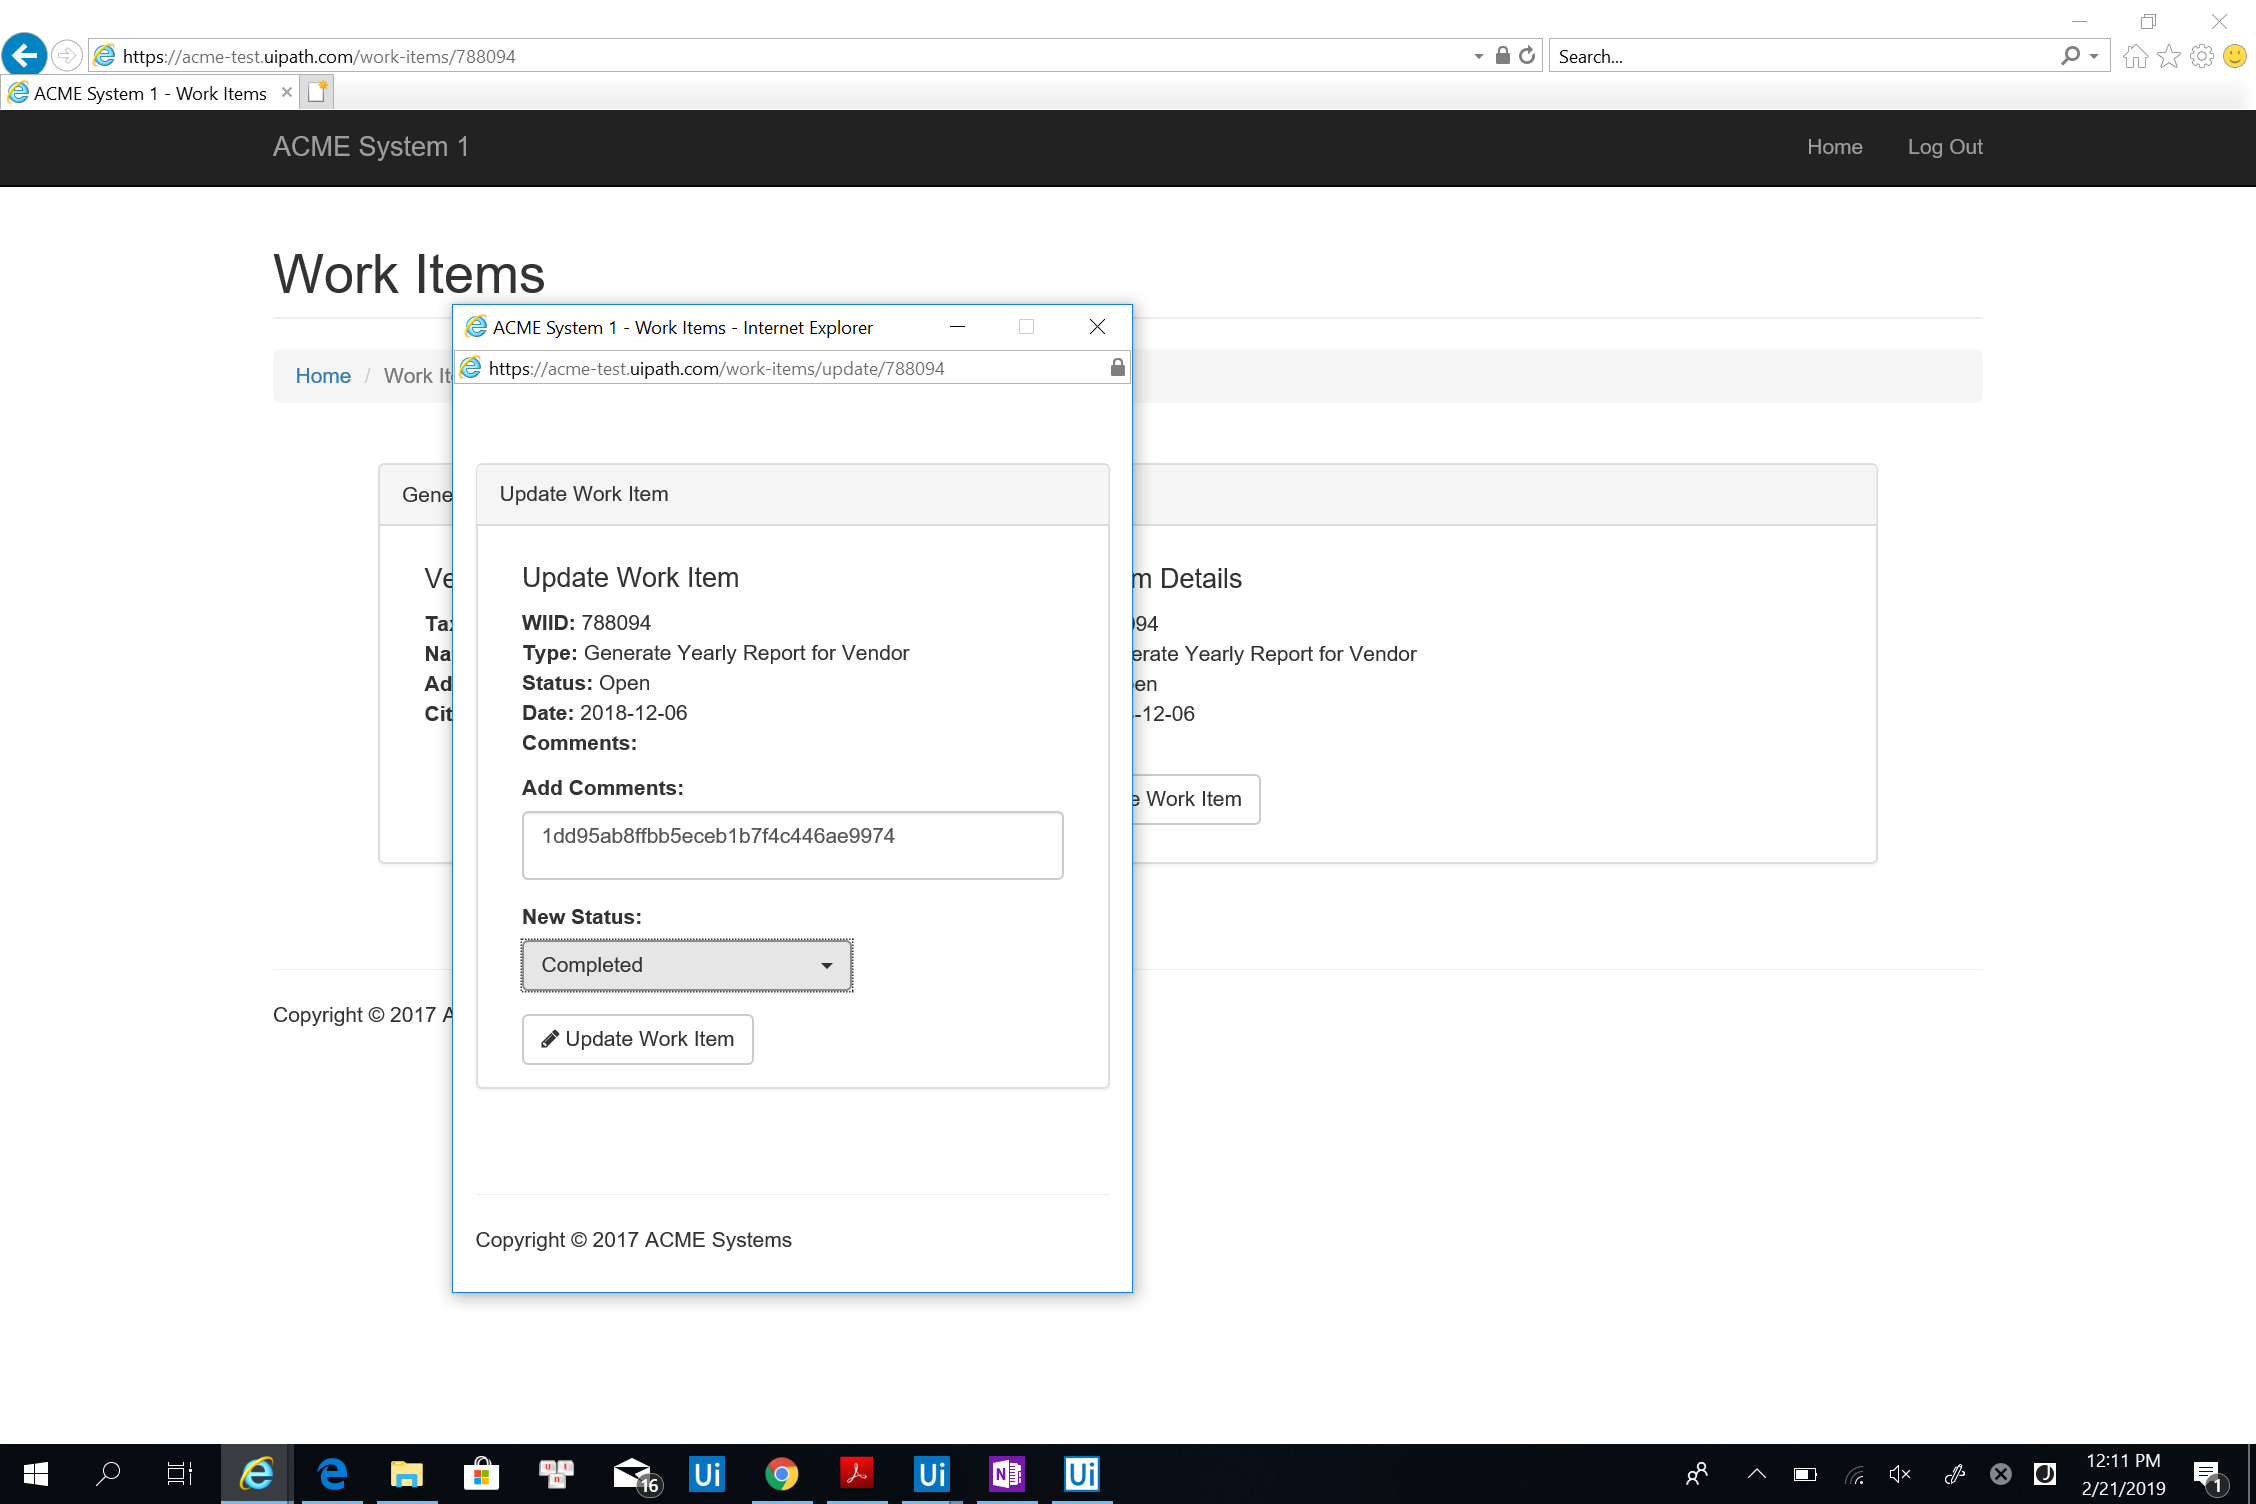 https://acme-test.uipath.com/work-items/788094
Search...
ACME System 1 - Work Items
ACME System 1
Home
Log Out
Work Items
ACME System 1 - Work Items - Internet Explorer
https://acme-test.uipath.com/work-items/update/788094
Home / Work It
Gene
Update Work Item
Ve
Update Work Item
m Details
Tax
WIID: 788094
94
Na
Type: Generate Yearly Report for Vendor
erate Yearly Report for Vendor
Ad
Status: Open
en
Cit
Date: 2018-12-06
-12-06
Comments:
Add Comments:
e Work Item
1dd95ab8ffbb5eceb1b7f4c446ae9974
New Status:
Completed
Copyright © 2017 A
Update Work Item
Copyright © 2017 ACME Systems
16
Ui
Ui
N
Ui
12:11 PM
2/21/2019
1